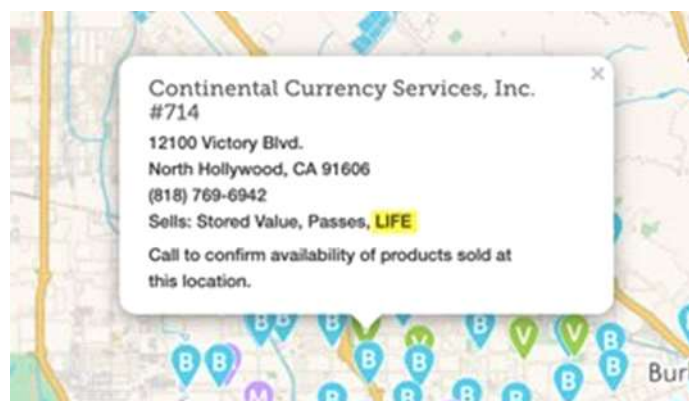 Continental Currency Services, Inc.
#714
×
12100 Victory Blvd.
North Hollywood, CA 91606
(818) 769-6942
Sells: Stored Value, Passes, LIFE
Call to confirm availability of products sold at
this location.
B B B V V B V V B
B B B B B B
M B B B B
Bur